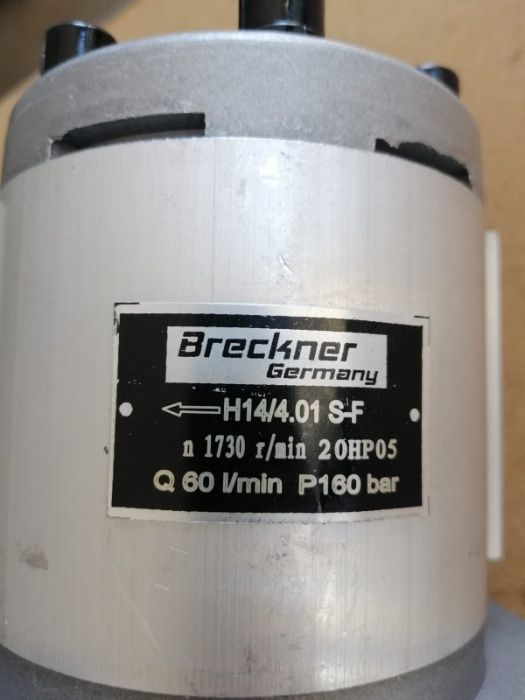 Breckner
Germany
H14/4.01 S-F
n 1730 r/min 20HP05
Q 60 l/min P160 bar